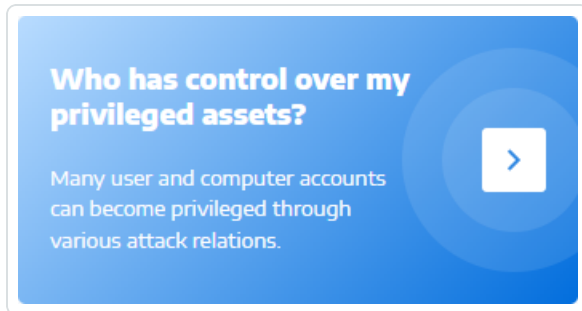 Who has control over my
privileged assets?
Many user and computer accounts
can become privileged through
various attack relations.